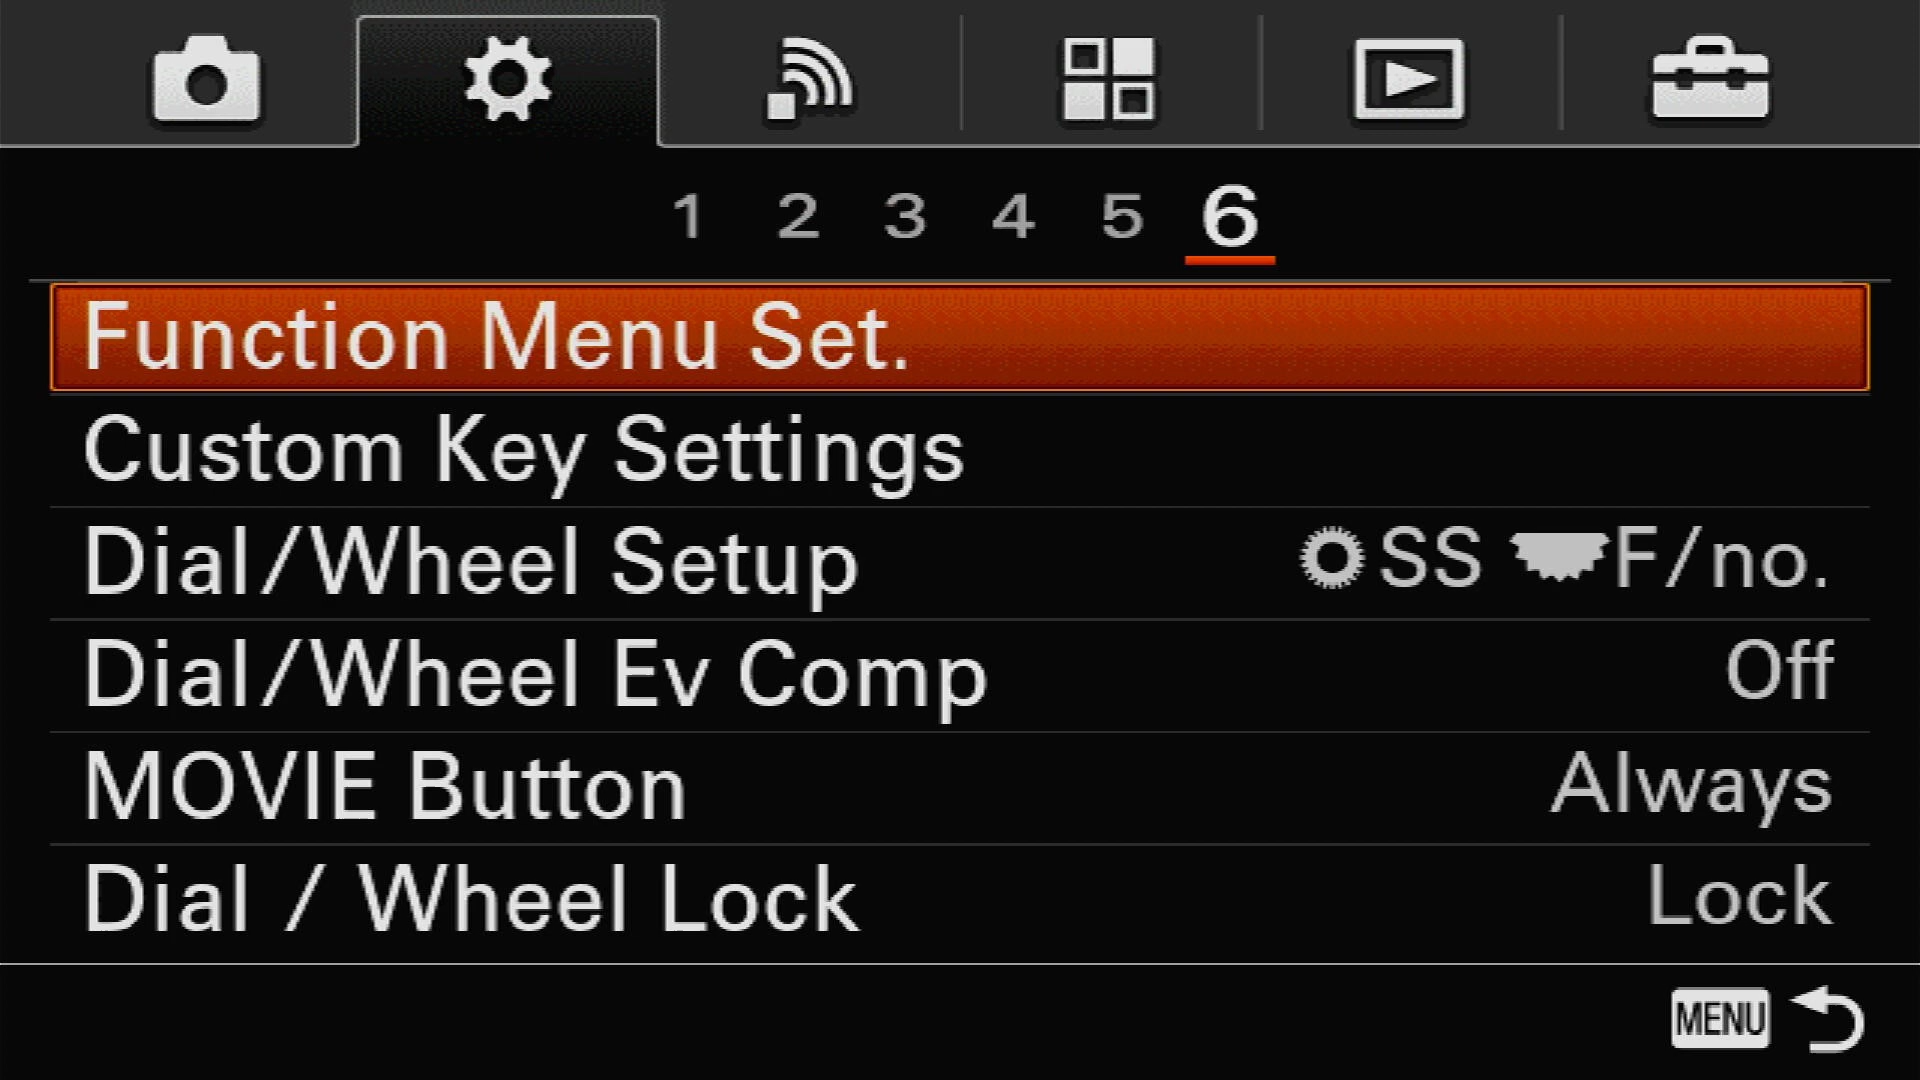 1 2 3 4 5 6
Function Menu Set.
Custom Key Settings
Dial/Wheel Setup SS F/no.
Dial/Wheel Ev Comp Off
MOVIE Button Always
Dial / Wheel Lock Lock
MENU